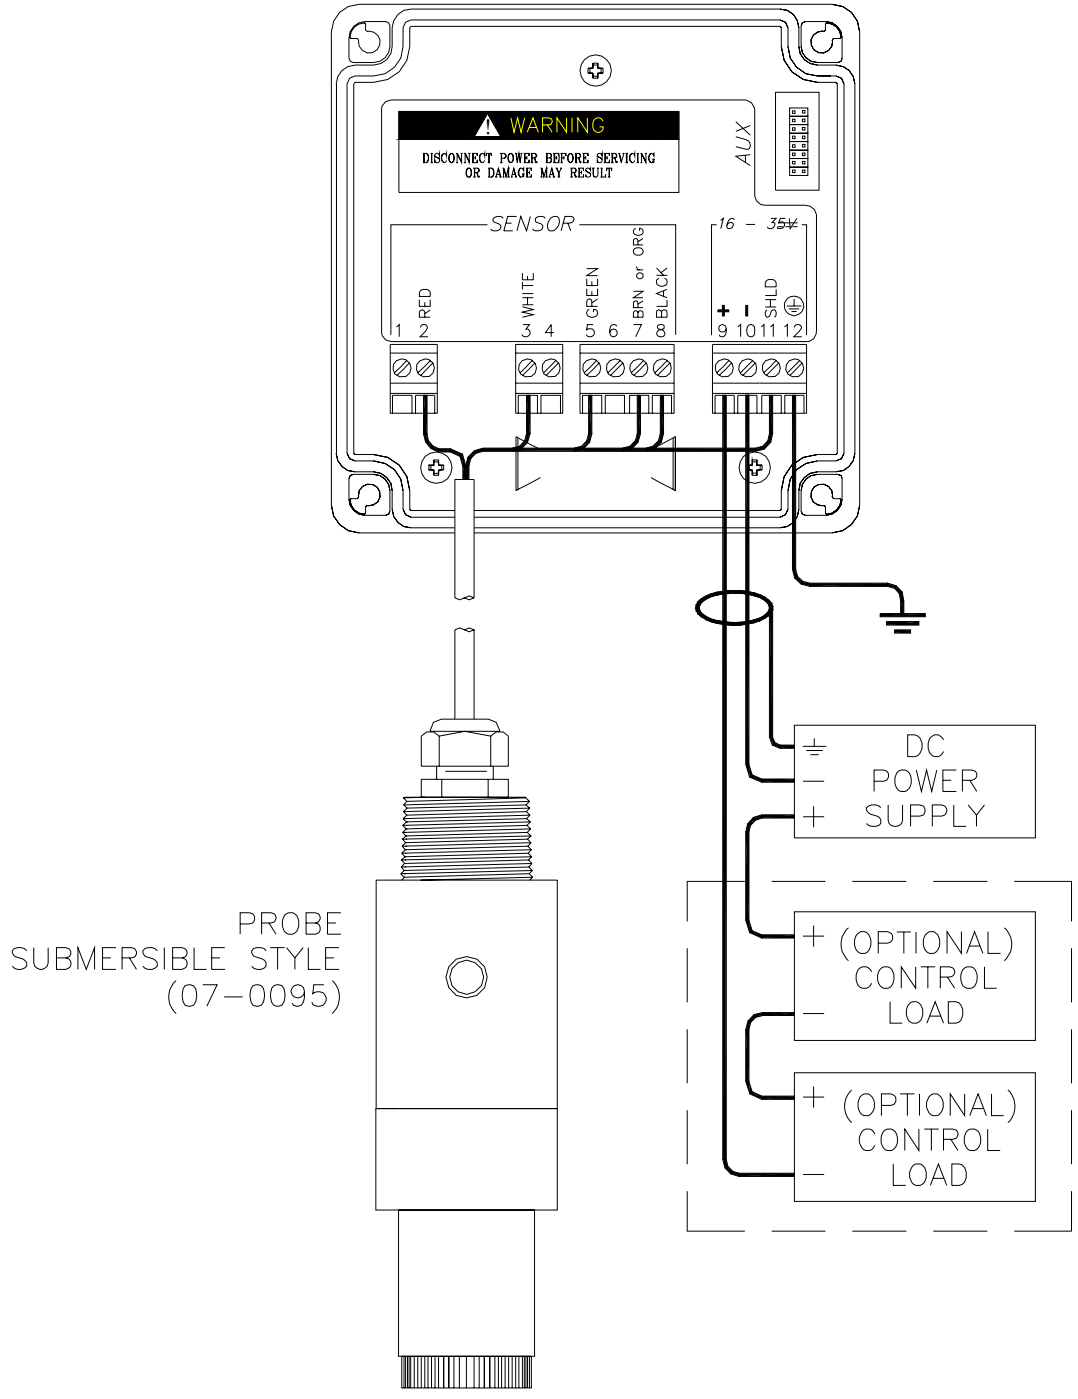 WARNING
DISCONNECT POWER BEFORE SERVICING
OR DAMAGE MAY RESULT
AUX
SENSOR
16 - 35V
RED
WHITE
GREEN
BRN or ORG
BLACK
+
-
SHLD
1 2 3 4 5 6 7 8 9 10 11 12
DC
POWER
SUPPLY
-
+
PROBE
SUBMERSIBLE STYLE
(07-0095)
+
(OPTIONAL)
CONTROL
LOAD
-
+
(OPTIONAL)
CONTROL
LOAD
-